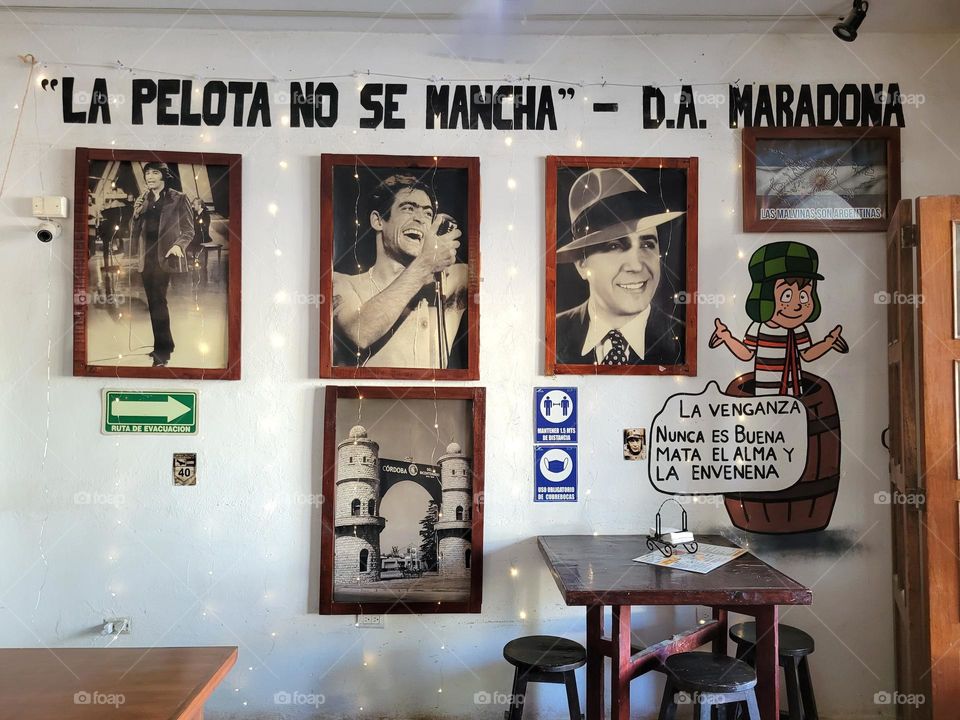 “LA PELOTA NO SE MANCHA” - D.A. MARADONA
LAS MALVINAS SON ARGENTINAS
RUTA DE EVACUACION
40
CÓRDOBA
MANTENER 1.5 MTS
DE DISTANCIA
USO OBLIGATORIO
DE CUBREBOCAS
LA VENGANZA
NUNCA ES BUENA
MATA EL ALMA Y
LA ENVENENA
foap